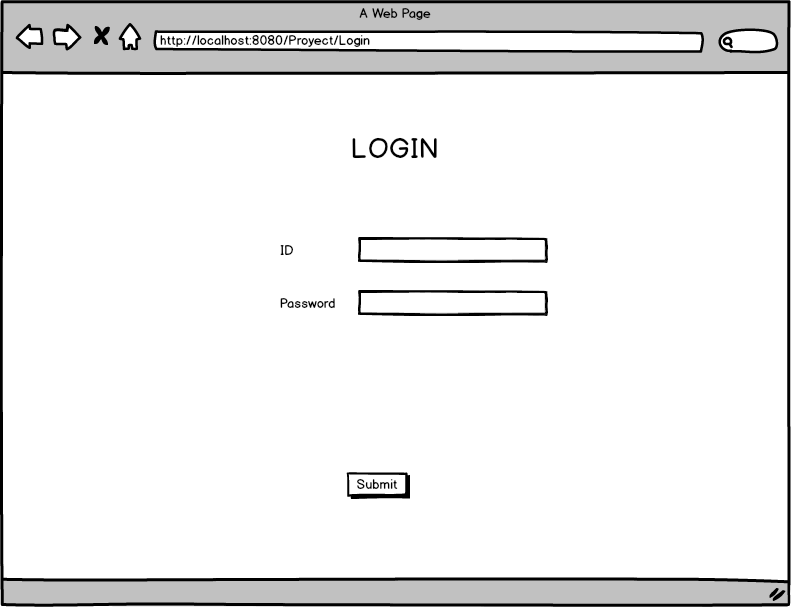 A Web Page
http://localhost:8080/Proyect/Login
LOGIN
ID
Password
Submit